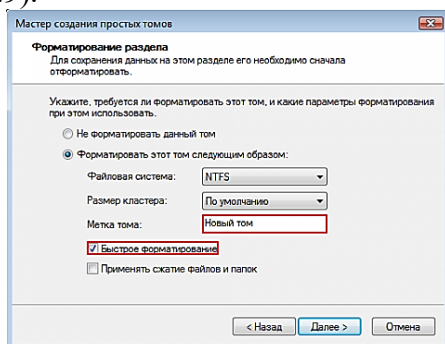 9).
Мастер создания простых томов
Форматирование раздела
Для сохранения данных на этом разделе его необходимо сначала
отформатировать.
Укажите, требуется ли форматировать этот том, и какие параметры форматирования
при этом использовать.
Не форматировать данный том
Форматировать этот том следующим образом:
Файловая система: NTFS
Размер кластера: По умолчанию
Метка тома: Новый том
Быстрое форматирование
Применять сжатие файлов и папок
< Назад Далее > Отмена